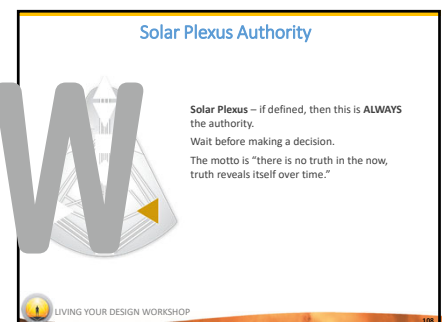 Solar Plexus Authority
W
Solar Plexus – if defined, then this is ALWAYS
the authority.
Wait before making a decision.
The motto is "there is no truth in the now,
truth reveals itself over time."
LIVING YOUR DESIGN WORKSHOP
108